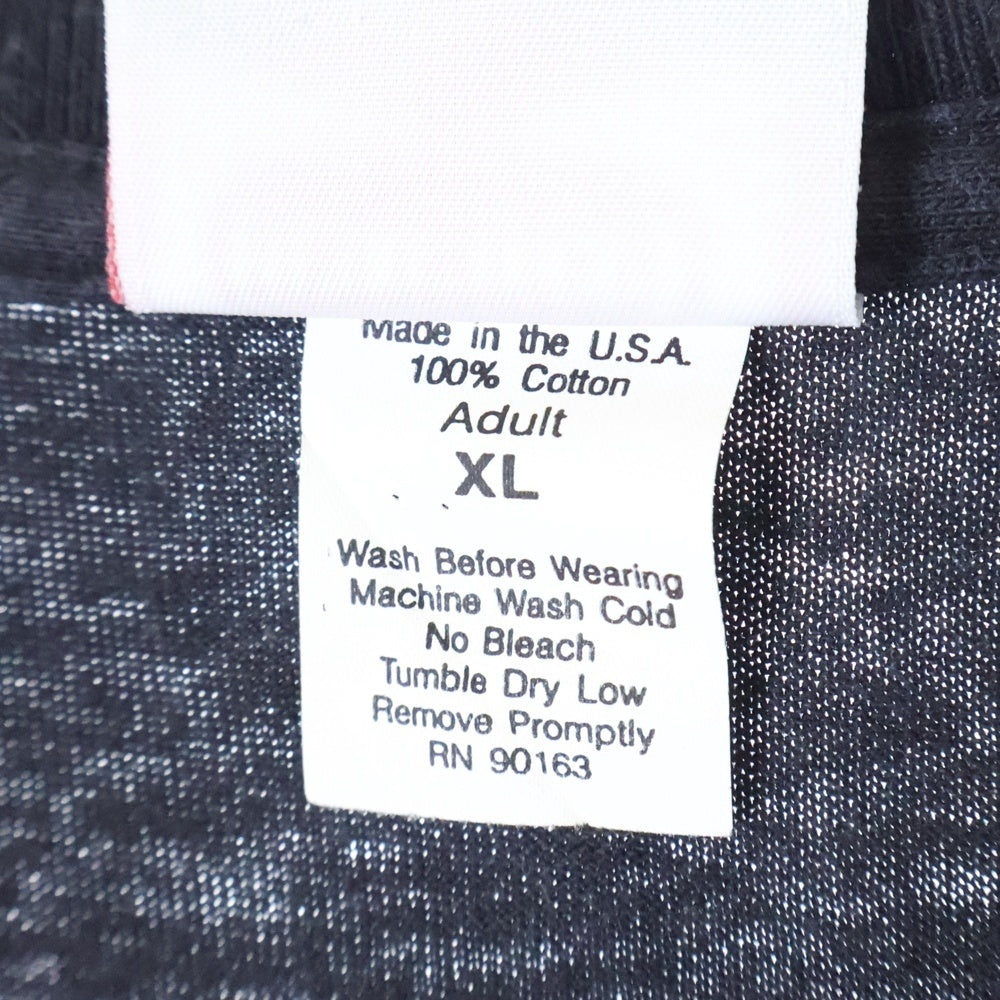 Made in the U.S.A.
100% Cotton
Adult
XL
Wash Before Wearing
Machine Wash Cold
No Bleach
Tumble Dry Low
Remove Promptly
RN 90163